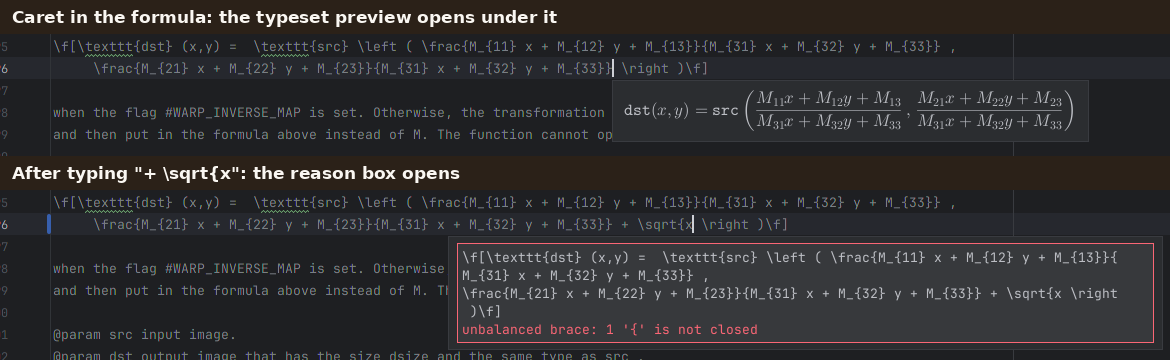 Caret in the formula: the typeset preview opens under it
5 \f[\texttt{dst} (x,y) =  \texttt{src} \left ( \frac{M_{11} x + M_{12} y + M_{13}}{M_{31} x + M_{32} y + M_{33}} ,
6 \frac{M_{21} x + M_{22} y + M_{23}}{M_{31} x + M_{32} y + M_{33}} \right )\f]
7
8 when the flag #WARP_INVERSE_MAP is set. Otherwise, the transformation
9 and then put in the formula above instead of M. The function cannot op
dst(x, y) = src ( M11x + M12y + M13 / M31x + M32y + M33 , M21x + M22y + M23 / M31x + M32y + M33 )
After typing "+ \sqrt{x": the reason box opens
5 \f[\texttt{dst} (x,y) =  \texttt{src} \left ( \frac{M_{11} x + M_{12} y + M_{13}}{M_{31} x + M_{32} y + M_{33}} ,
6 \frac{M_{21} x + M_{22} y + M_{23}}{M_{31} x + M_{32} y + M_{33}} + \sqrt{x \right )\f]
7
8 when the flag #WARP_INVERSE_MAP is set. Otherwise
9 and then put in the formula above instead of M.
0
1 @param src input image.
2 @param dst output image that has the size dsize and the same type as src .
\f[\texttt{dst} (x,y) =  \texttt{src} \left ( \frac{M_{11} x + M_{12} y + M_{13}}{
M_{31} x + M_{32} y + M_{33}} ,
\frac{M_{21} x + M_{22} y + M_{23}}{M_{31} x + M_{32} y + M_{33}} + \sqrt{x \right
)\f]
unbalanced brace: 1 '{' is not closed